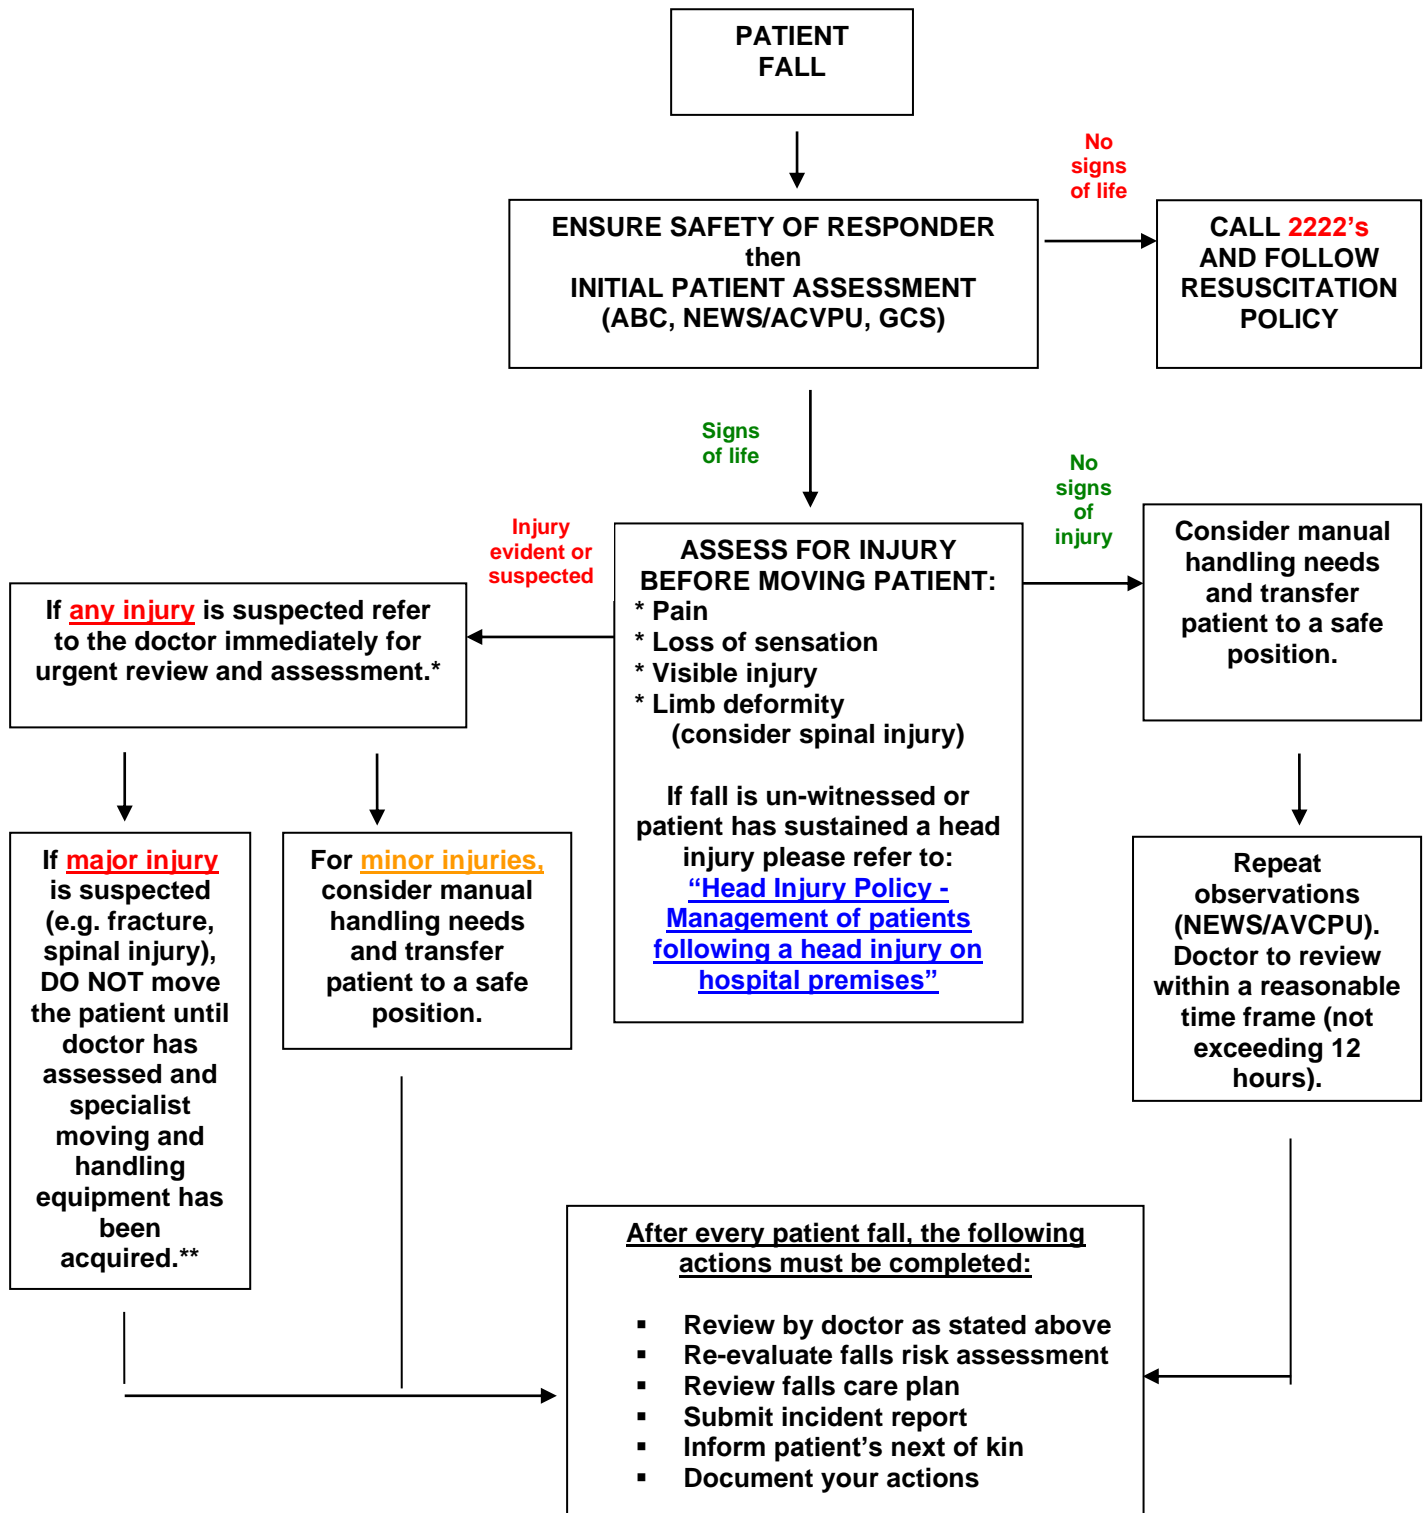 PATIENT
FALL
No
signs
of life
ENSURE SAFETY OF RESPONDER
then
INITIAL PATIENT ASSESSMENT
(ABC, NEWS/ACVPU, GCS)
CALL 2222’s
AND FOLLOW
RESUSCITATION
POLICY
Signs
of life
No
signs
of
injury
Injury
evident or
suspected
ASSESS FOR INJURY
BEFORE MOVING PATIENT:
* Pain
* Loss of sensation
* Visible injury
* Limb deformity
(consider spinal injury)
If fall is un-witnessed or
patient has sustained a head
injury please refer to:
“Head Injury Policy -
Management of patients
following a head injury on
hospital premises”
Consider manual
handling needs
and transfer
patient to a safe
position.
If any injury is suspected refer
to the doctor immediately for
urgent review and assessment.*
If major injury
is suspected
(e.g. fracture,
spinal injury),
DO NOT move
the patient until
doctor has
assessed and
specialist
moving and
handling
equipment has
been
acquired.**
For minor injuries,
consider manual
handling needs
and transfer
patient to a safe
position.
Repeat
observations
(NEWS/AVCPU).
Doctor to review
within a reasonable
time frame (not
exceeding 12
hours).
After every patient fall, the following
actions must be completed:
▪ Review by doctor as stated above
▪ Re-evaluate falls risk assessment
▪ Review falls care plan
▪ Submit incident report
▪ Inform patient’s next of kin
▪ Document your actions